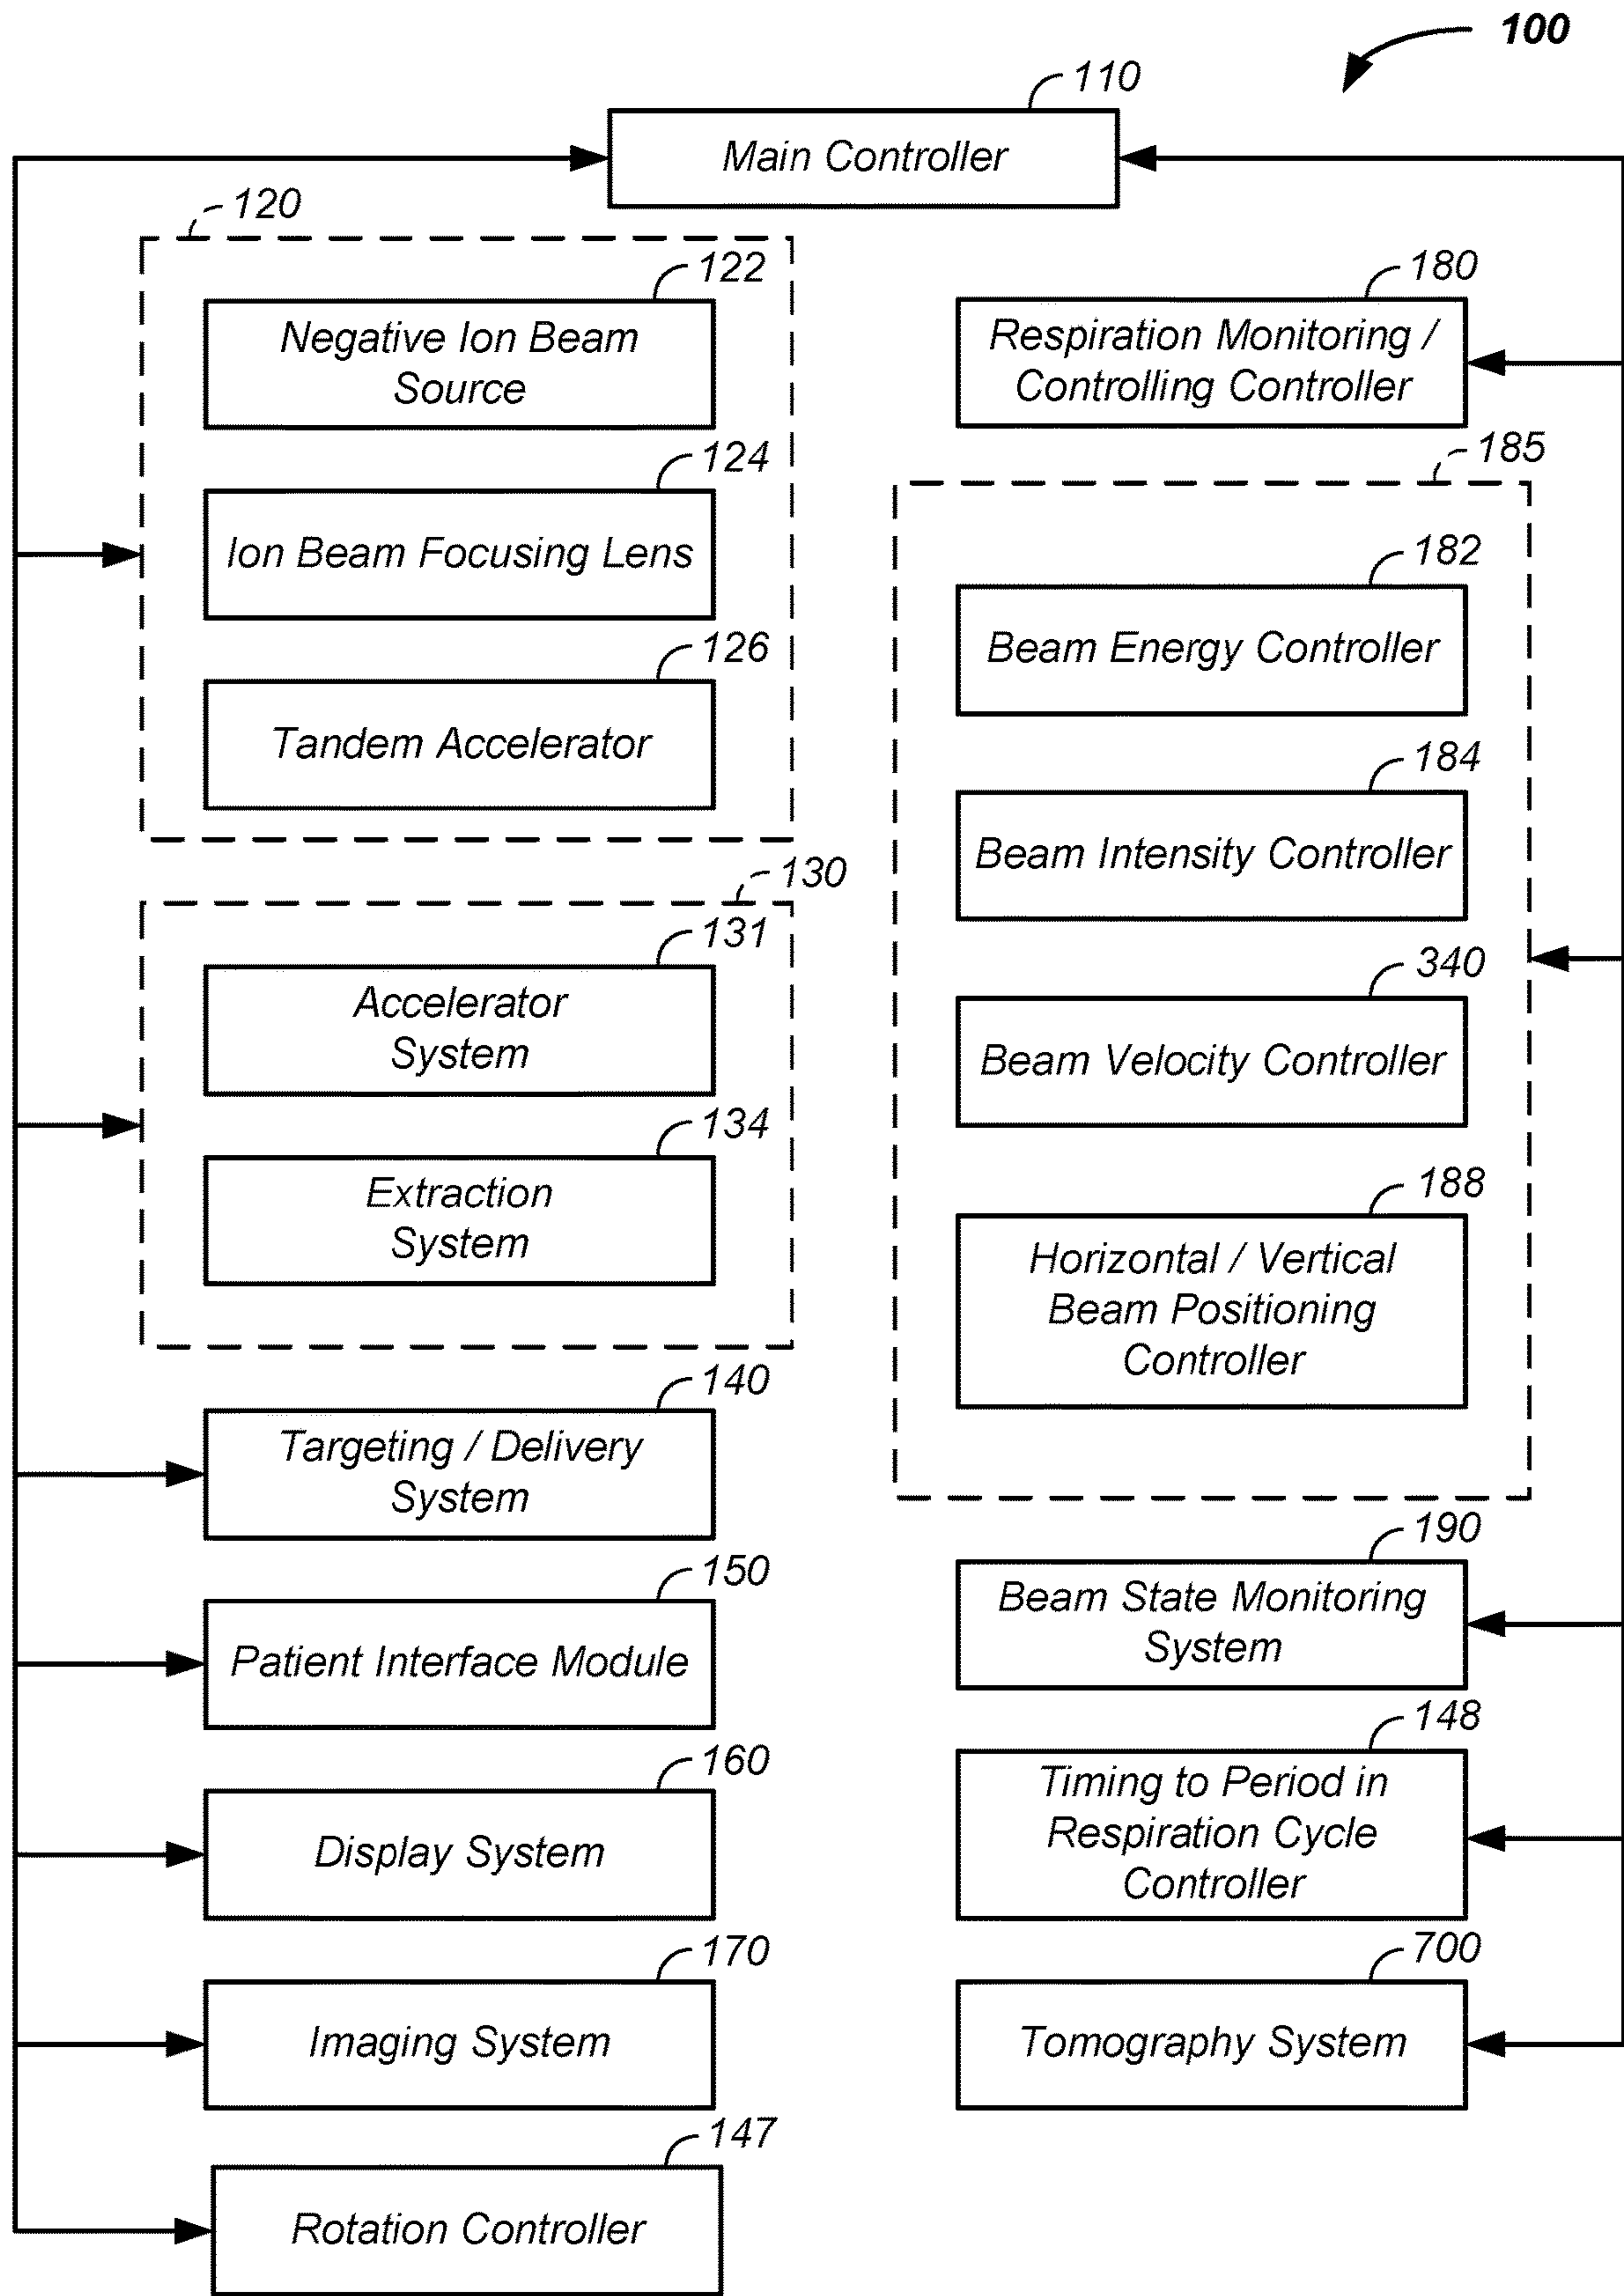 100
110
Main Controller
120
122
Negative Ion Beam
Source
124
Ion Beam Focusing Lens
126
Tandem Accelerator
130
131
Accelerator
System
134
Extraction
System
140
Targeting / Delivery
System
150
Patient Interface Module
160
Display System
170
Imaging System
147
Rotation Controller
180
Respiration Monitoring /
Controlling Controller
185
182
Beam Energy Controller
184
Beam Intensity Controller
340
Beam Velocity Controller
188
Horizontal / Vertical
Beam Positioning
Controller
190
Beam State Monitoring
System
148
Timing to Period in
Respiration Cycle
Controller
700
Tomography System